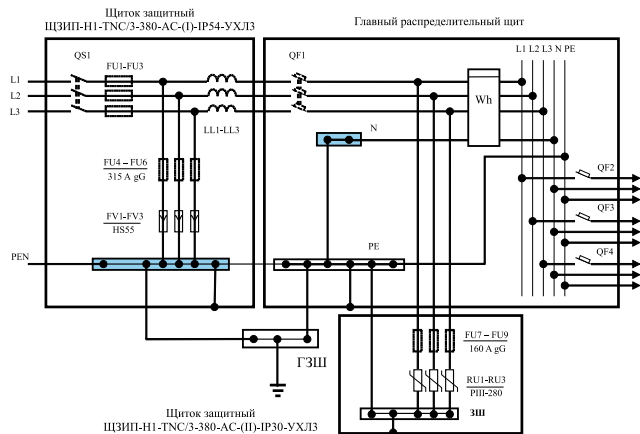 Щиток защитный
ЩЗИП-Н1-TNC/3-380-АС-(I)-IP54-УХЛ3
Главный распределительный щит
QS1
FU1-FU3
QF1
L1 L2 L3 N PE
L1
L2
L3
LL1-LL3
Wh
N
FU4 – FU6
315 A gG
QF2
FV1-FV3
HS55
QF3
PEN
PE
QF4
ГЗШ
FU7 – FU9
160 A gG
RU1-RU3
РIII-280
ЗШ
Щиток защитный
ЩЗИП-Н1-TNC/3-380-АС-(II)-IP30-УХЛ3